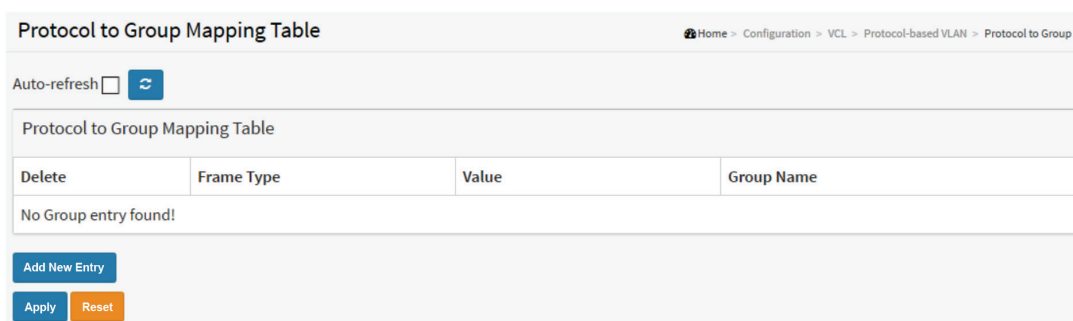 Protocol to Group Mapping Table
Home > Configuration > VCL > Protocol-based VLAN > Protocol to Group
Auto-refresh
Protocol to Group Mapping Table
Delete Frame Type Value Group Name
No Group entry found!
Add New Entry
Apply Reset